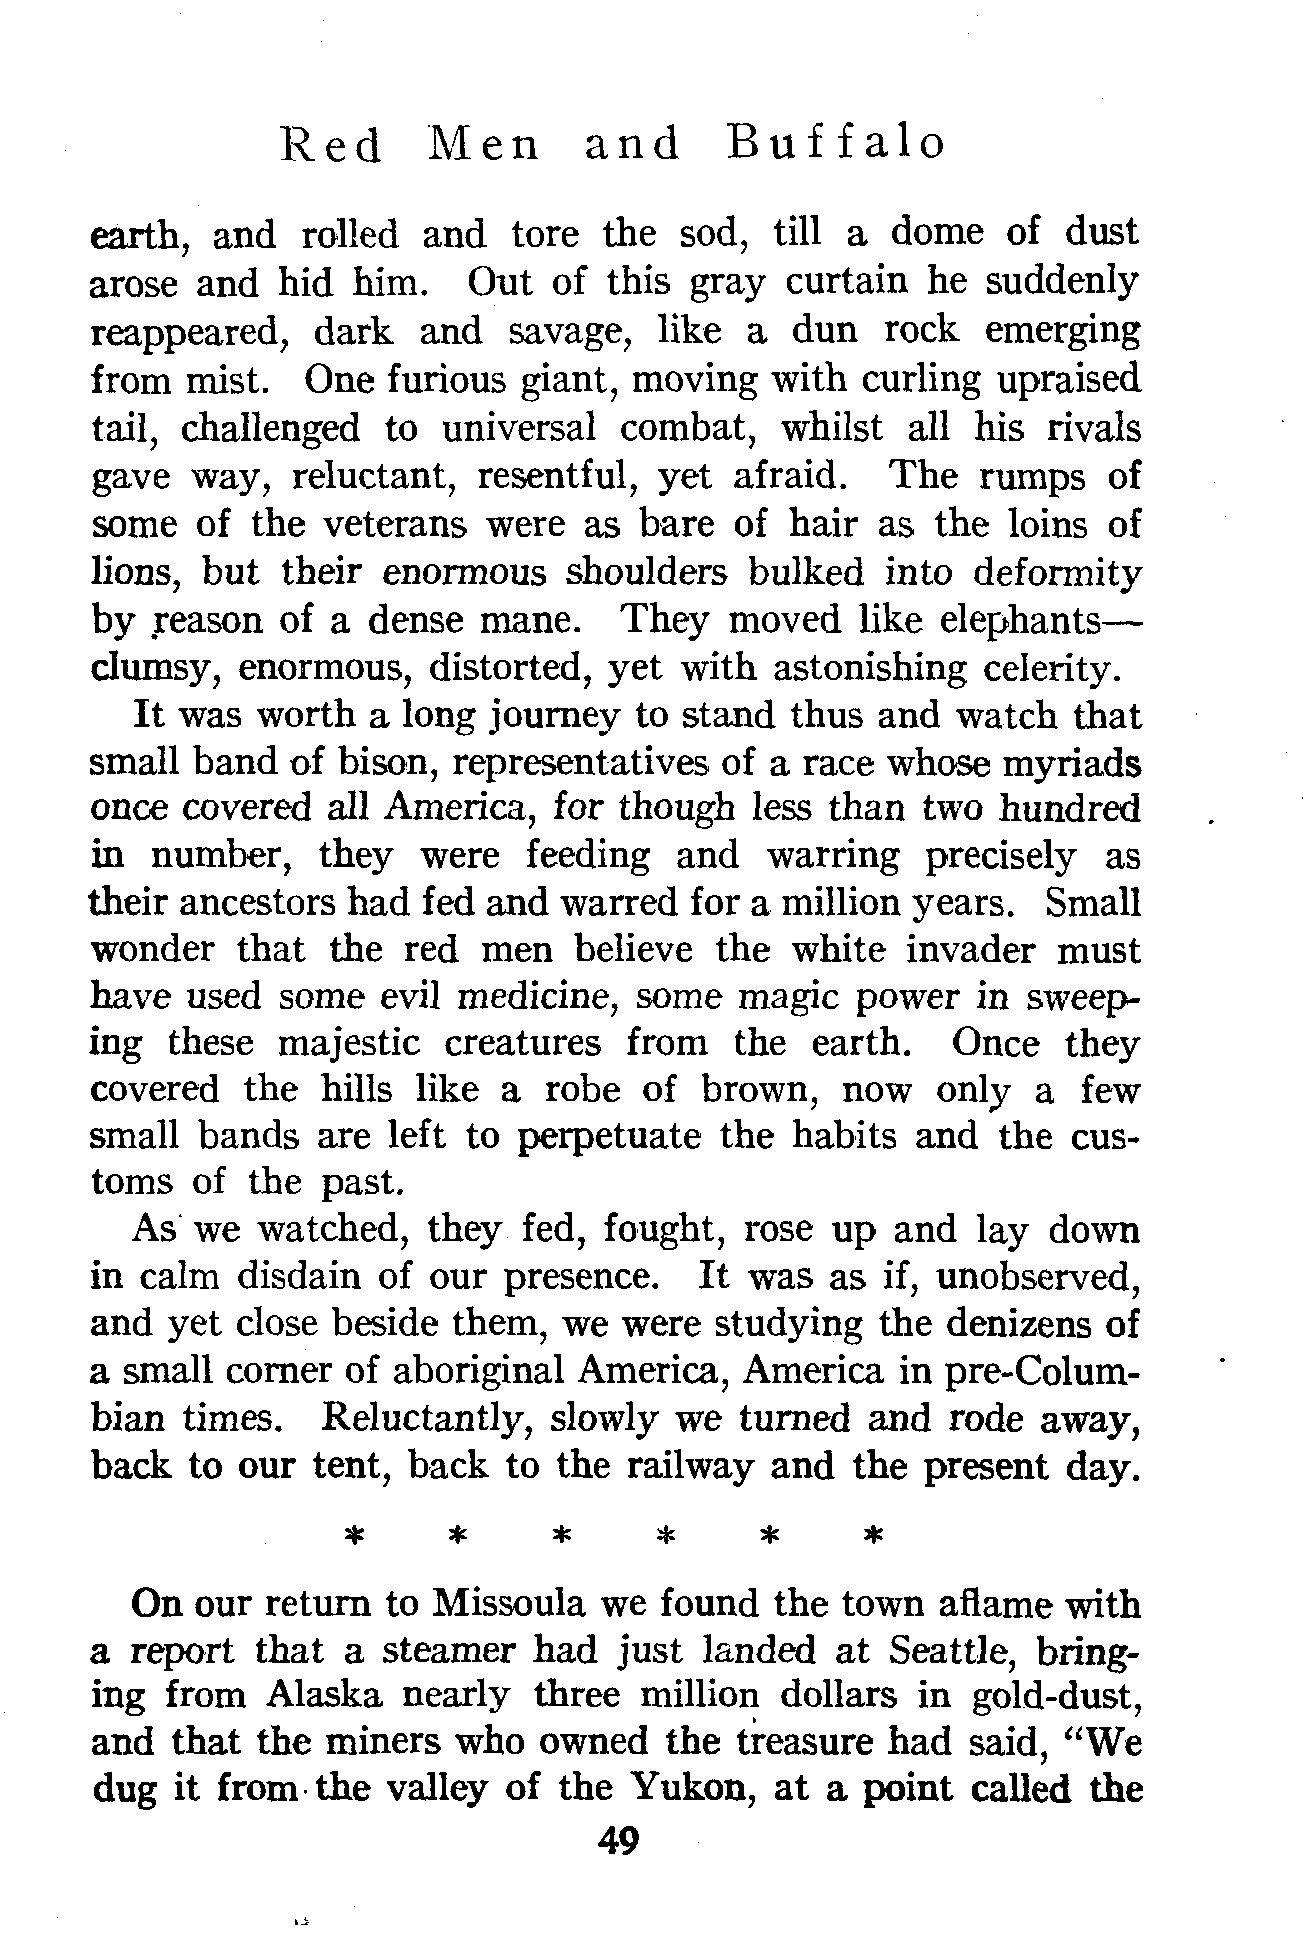 Red Men and Buffalo
earth, and rolled and tore the sod, till a dome of dust
arose and hid him. Out of this gray curtain he suddenly
reappeared, dark and savage, like a dun rock emerging
from mist. One furious giant, moving with curling upraised
tail, challenged to universal combat, whilst all his rivals
gave way, reluctant, resentful, yet afraid. The rumps of
some of the veterans were as bare of hair as the loins of
lions, but their enormous shoulders bulked into deformity
by reason of a dense mane. They moved like elephants—
clumsy, enormous, distorted, yet with astonishing celerity.
It was worth a long journey to stand thus and watch that
small band of bison, representatives of a race whose myriads
once covered all America, for though less than two hundred
in number, they were feeding and warring precisely as
their ancestors had fed and warred for a million years. Small
wonder that the red men believe the white invader must
have used some evil medicine, some magic power in sweep-
ing these majestic creatures from the earth. Once they
covered the hills like a robe of brown, now only a few
small bands are left to perpetuate the habits and the cus-
toms of the past.
As we watched, they fed, fought, rose up and lay down
in calm disdain of our presence. It was as if, unobserved,
and yet close beside them, we were studying the denizens of
a small corner of aboriginal America, America in pre-Colum-
bian times. Reluctantly, slowly we turned and rode away,
back to our tent, back to the railway and the present day.
* * * * * *
On our return to Missoula we found the town aflame with
a report that a steamer had just landed at Seattle, bring-
ing from Alaska nearly three million dollars in gold-dust,
and that the miners who owned the treasure had said, “We
dug it from the valley of the Yukon, at a point called the
49